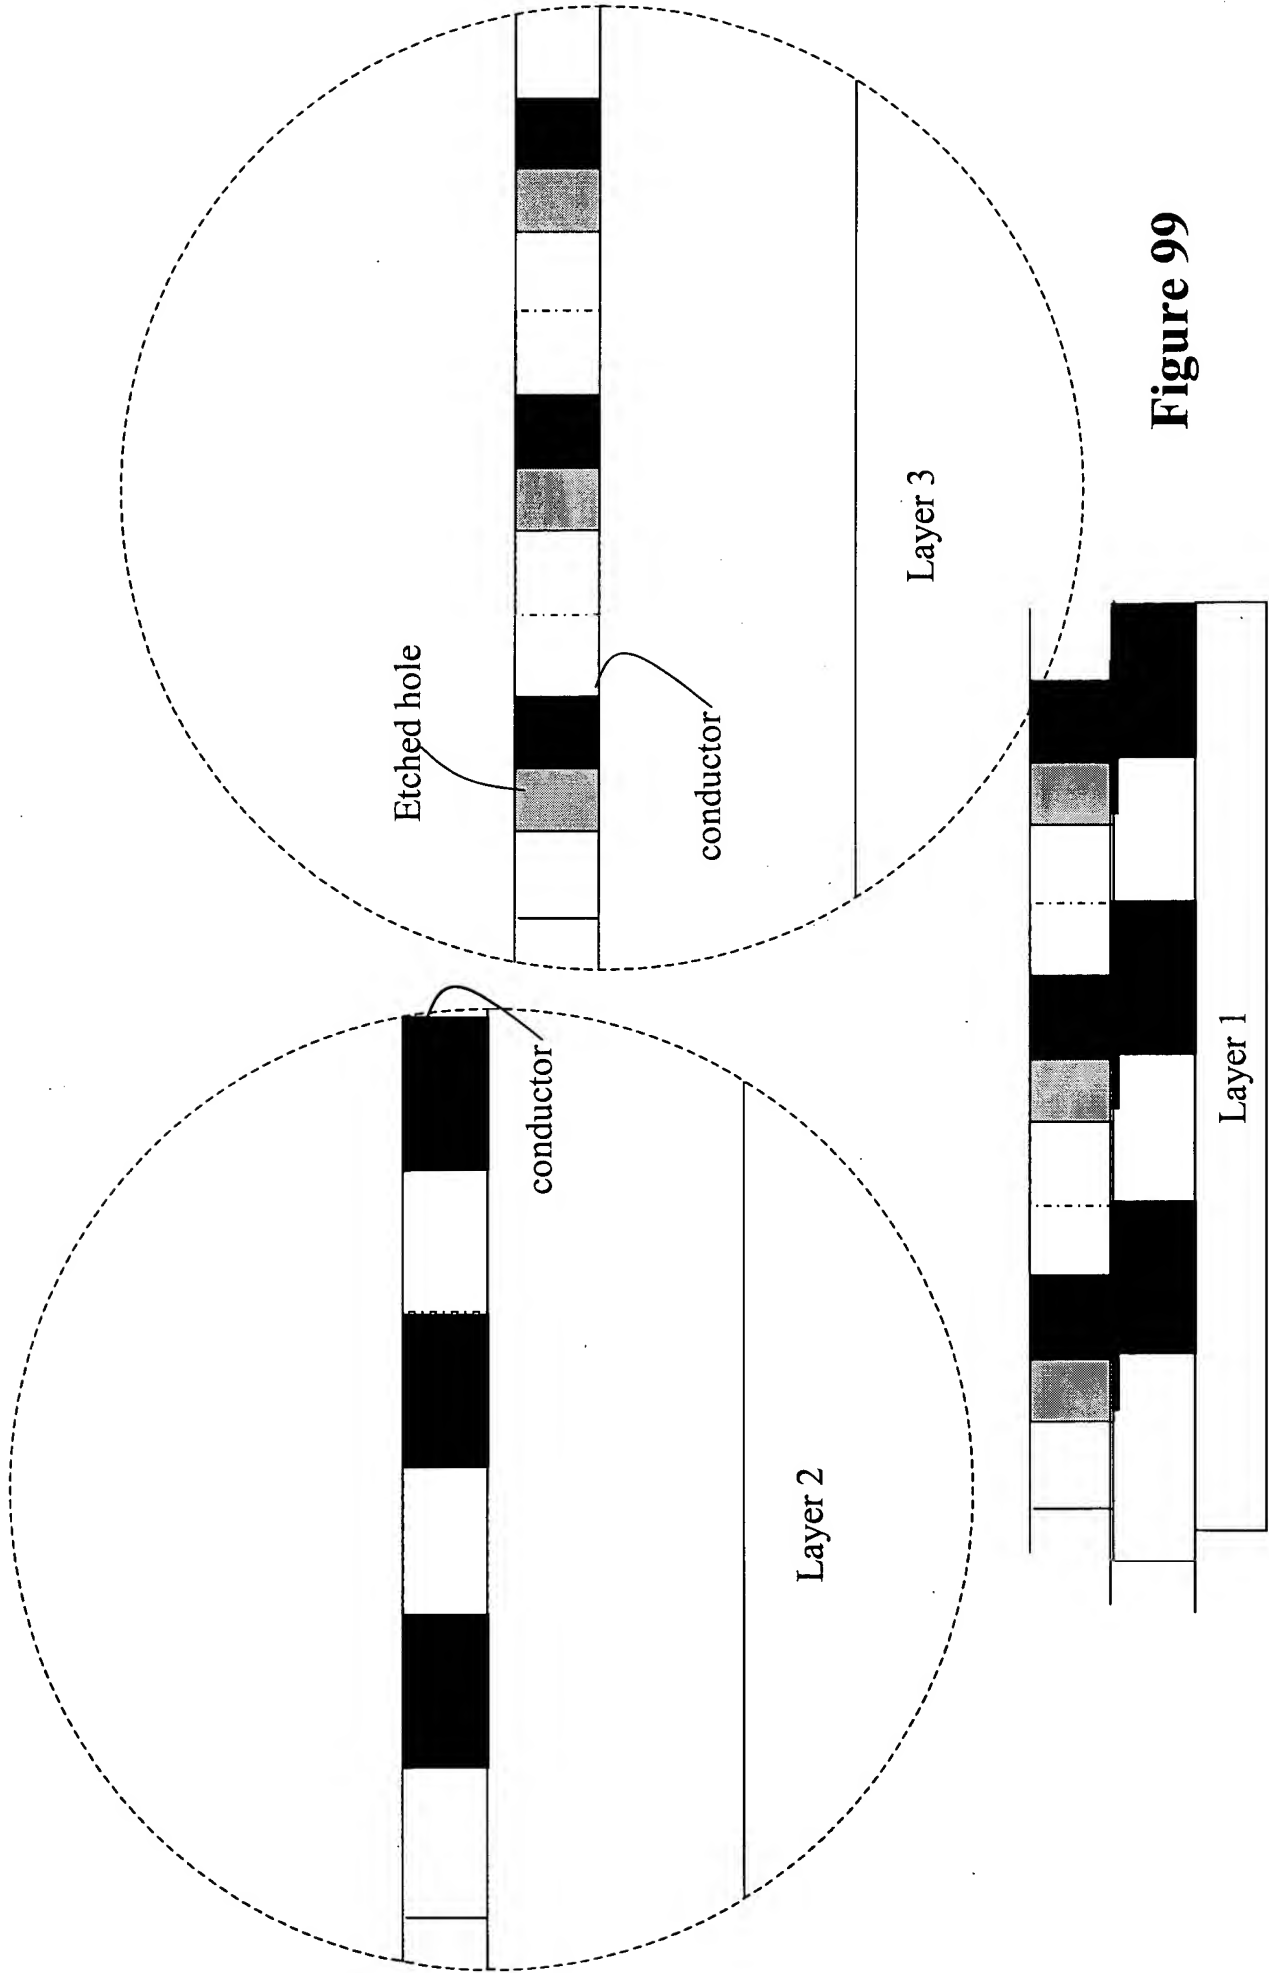 Etched hole
conductor
Layer 3
conductor
Layer 2
Layer 1
Figure 99